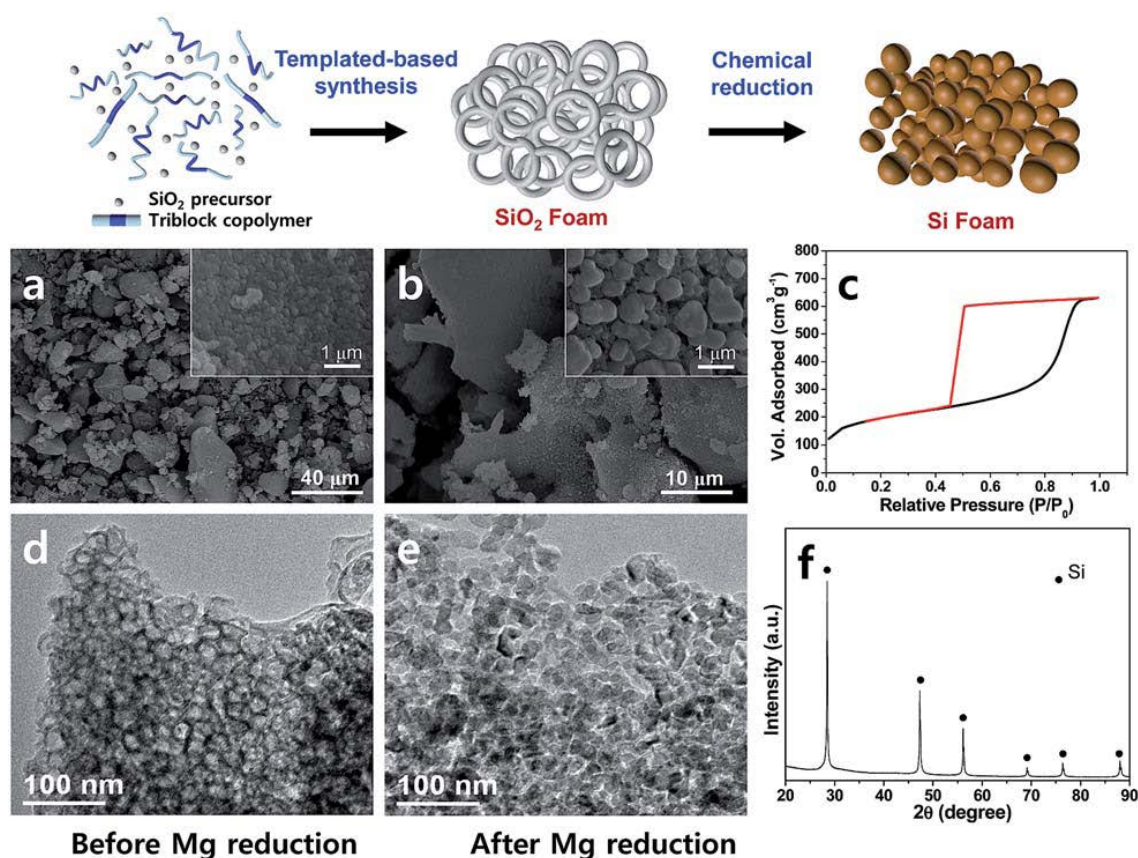 Templated-based
synthesis
Chemical
reduction
SiO2 precursor
Triblock copolymer
SiO2 Foam
Si Foam
a
1 μm
40 μm
b
1 μm
10 μm
c
Vol. Adsorbed (cm3g-1)
800
700
600
500
400
300
200
100
0
0.0 0.2 0.4 0.6 0.8 1.0
Relative Pressure (P/P0)
d
100 nm
e
100 nm
f
Si
Intensity (a.u.)
20 30 40 50 60 70 80 90
2θ (degree)
Before Mg reduction
After Mg reduction